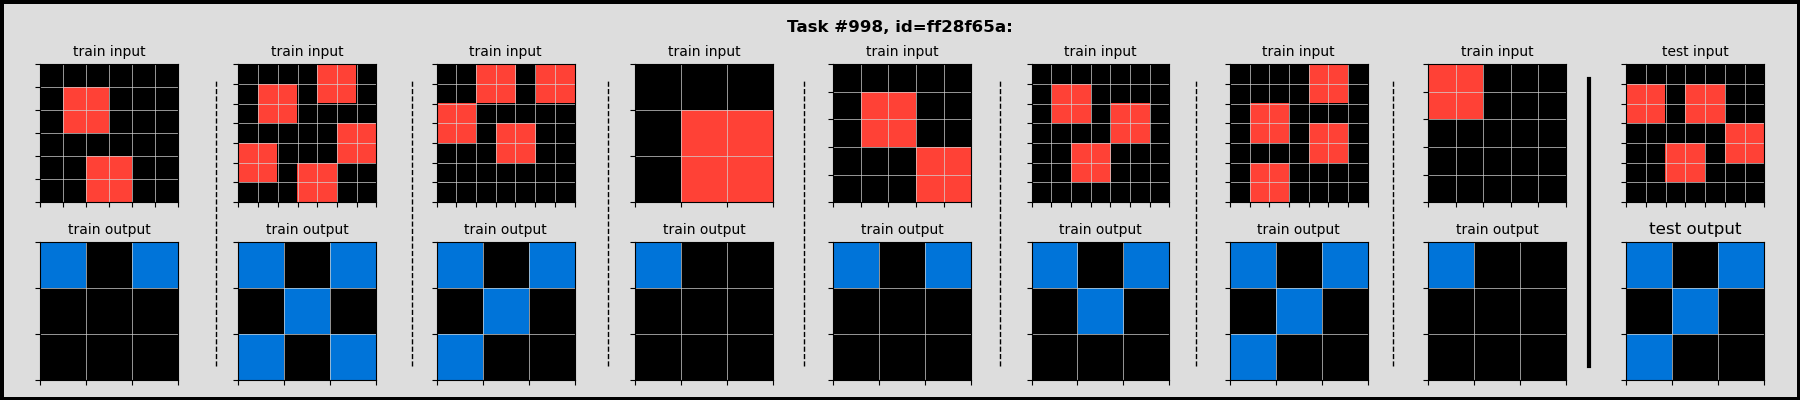 Task #998, id=ff28f65a:
train input train input train input train input train input train input train input train input test input
train output train output train output train output train output train output train output train output test output